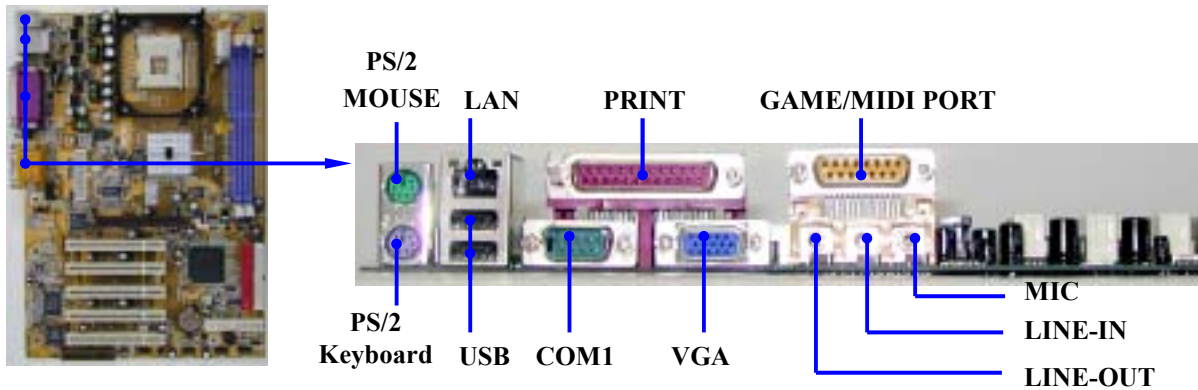 PS/2
MOUSE
LAN
PRINT
GAME/MIDI PORT
PS/2
Keyboard
USB
COM1
VGA
MIC
LINE-IN
LINE-OUT